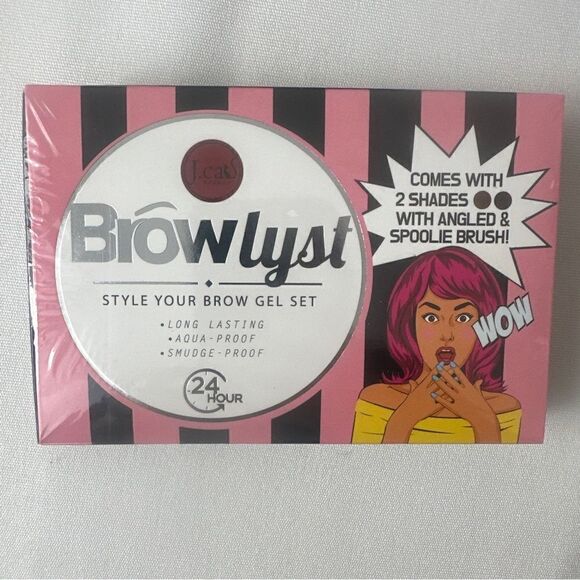 J.Cat
Browlyst
STYLE YOUR BROW GEL SET
•LONG LASTING
•AQUA-PROOF
•SMUDGE-PROOF
24
HOUR
COMES WITH
2 SHADES
WITH ANGLED &
SPOOLIE BRUSH!
WOW